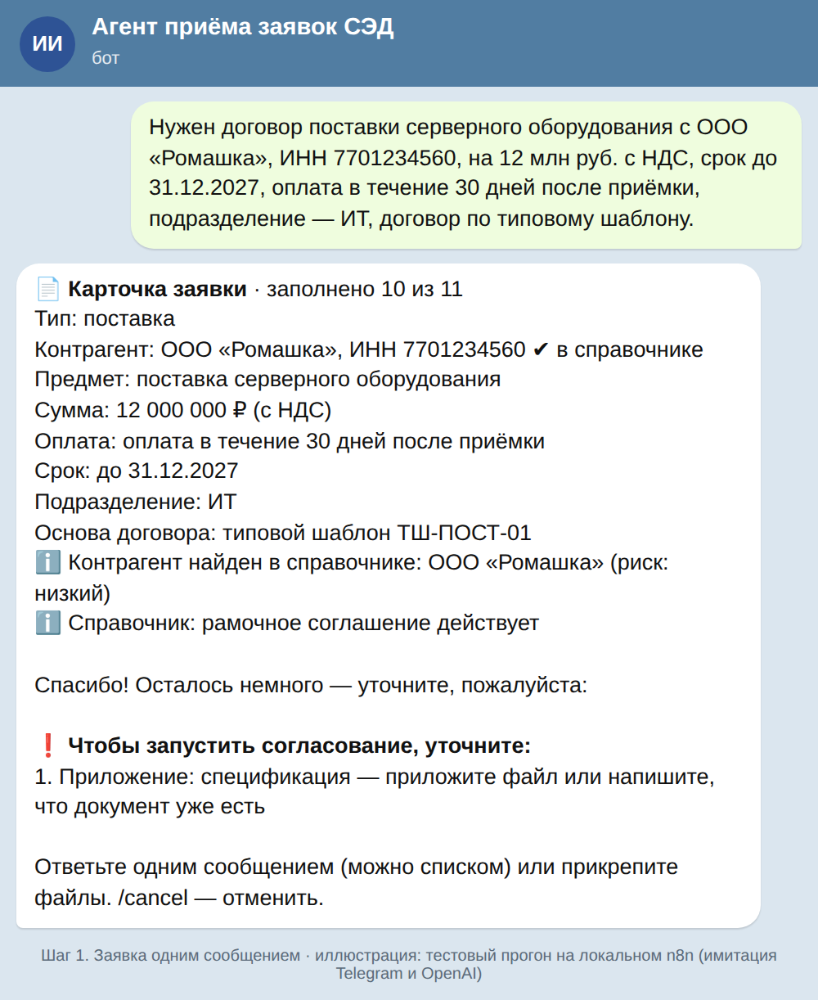 ИИ
Агент приёма заявок СЭД
бот
Нужен договор поставки серверного оборудования с ООО
«Ромашка», ИНН 7701234560, на 12 млн руб. с НДС, срок до
31.12.2027, оплата в течение 30 дней после приёмки,
подразделение — ИТ, договор по типовому шаблону.
📄 Карточка заявки · заполнено 10 из 11
Тип: поставка
Контрагент: ООО «Ромашка», ИНН 7701234560 ✔ в справочнике
Предмет: поставка серверного оборудования
Сумма: 12 000 000 ₽ (с НДС)
Оплата: оплата в течение 30 дней после приёмки
Срок: до 31.12.2027
Подразделение: ИТ
Основа договора: типовой шаблон ТШ-ПОСТ-01
ℹ️ Контрагент найден в справочнике: ООО «Ромашка» (риск:
низкий)
ℹ️ Справочник: рамочное соглашение действует
Спасибо! Осталось немного — уточните, пожалуйста:
❗ Чтобы запустить согласование, уточните:
1. Приложение: спецификация — приложите файл или напишите,
что документ уже есть
Ответьте одним сообщением (можно списком) или прикрепите
файлы. /cancel — отменить.
Шаг 1. Заявка одним сообщением · иллюстрация: тестовый прогон на локальном n8n (имитация
Telegram и OpenAI)